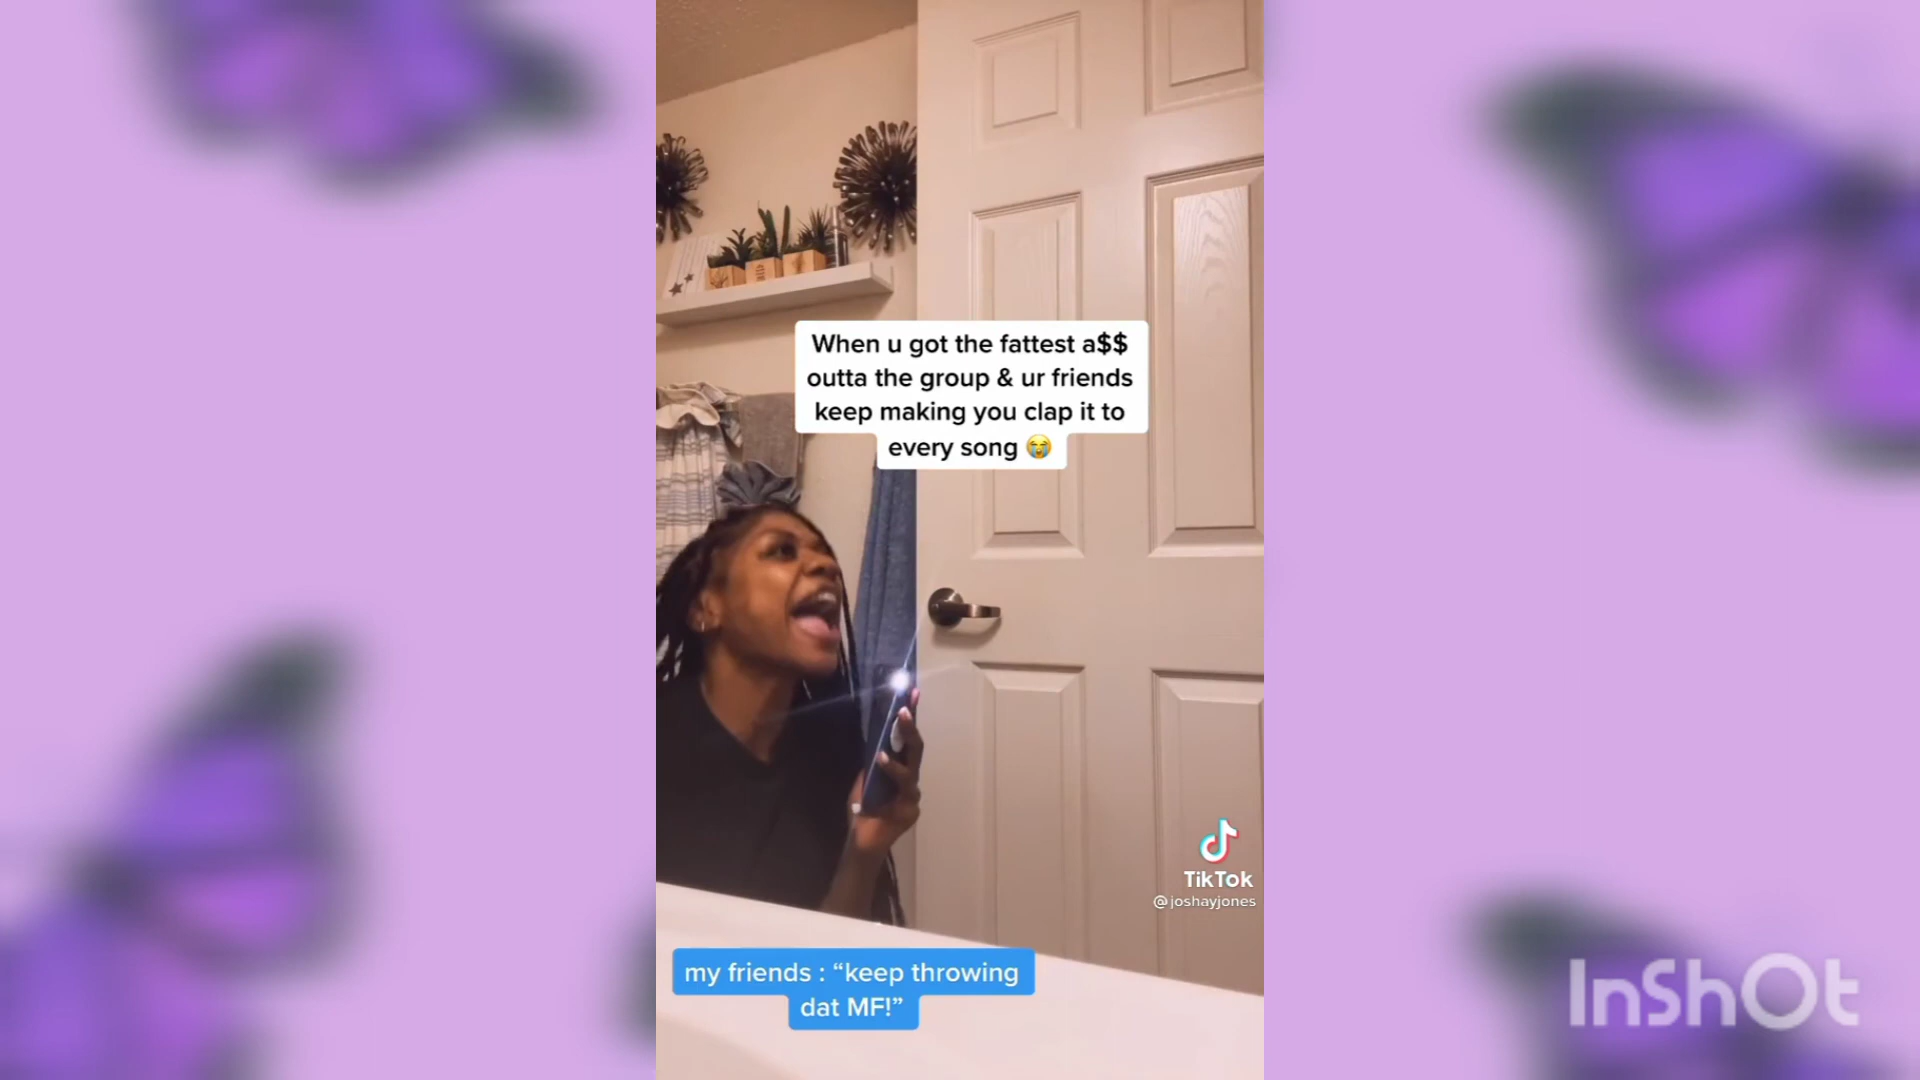 When u got the fattest a$$
outta the group & ur friends
keep making you clap it to
every song 😭
TikTok
@joshayjones
my friends : “keep throwing
dat MF!”
InShOt